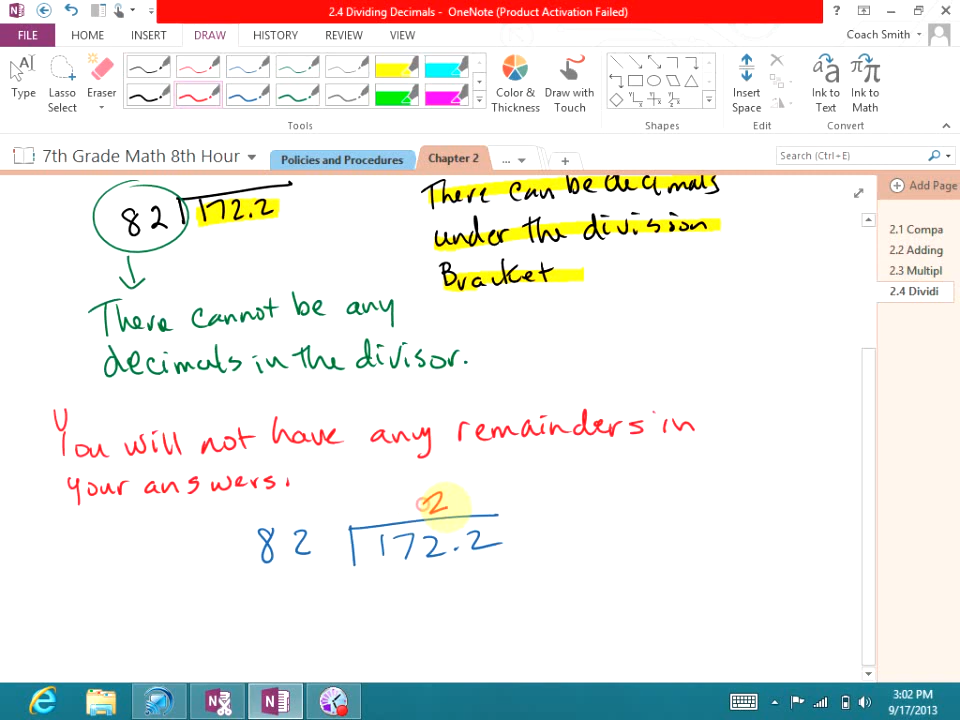 2.4 Dividing Decimals - OneNote (Product Activation Failed)
FILE HOME INSERT DRAW HISTORY REVIEW VIEW
Coach Smith
Type Lasso Select Eraser
Color & Thickness Draw with Touch
Insert Space
Ink to Text Ink to Math
Tools Shapes Edit Convert
7th Grade Math 8th Hour Policies and Procedures Chapter 2 ...
Search (Ctrl+E)
Add Page
2.1 Compa
2.2 Adding
2.3 Multipl
2.4 Dividi
82 172.2
There can be decimals
under the division
Bracket
There cannot be any
decimals in the divisor.
You will not have any remainders in
your answers.
2
82 172.2
3:02 PM
9/17/2013